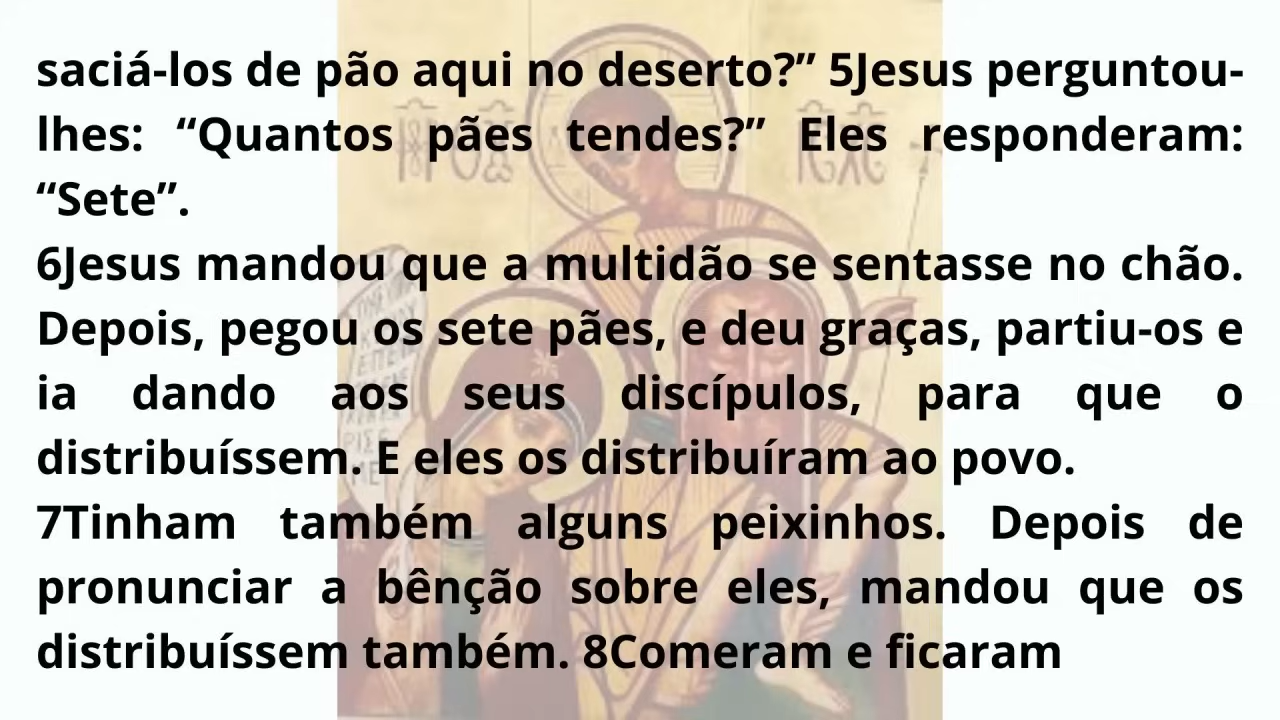 saciá-los de pão aqui no deserto?” 5Jesus perguntou-
lhes: “Quantos pães tendes?” Eles responderam:
“Sete”.
6Jesus mandou que a multidão se sentasse no chão.
Depois, pegou os sete pães, e deu graças, partiu-os e
ia dando aos seus discípulos, para que o
distribuíssem. E eles os distribuíram ao povo.
7Tinham também alguns peixinhos. Depois de
pronunciar a bênção sobre eles, mandou que os
distribuíssem também. 8Comeram e ficaram